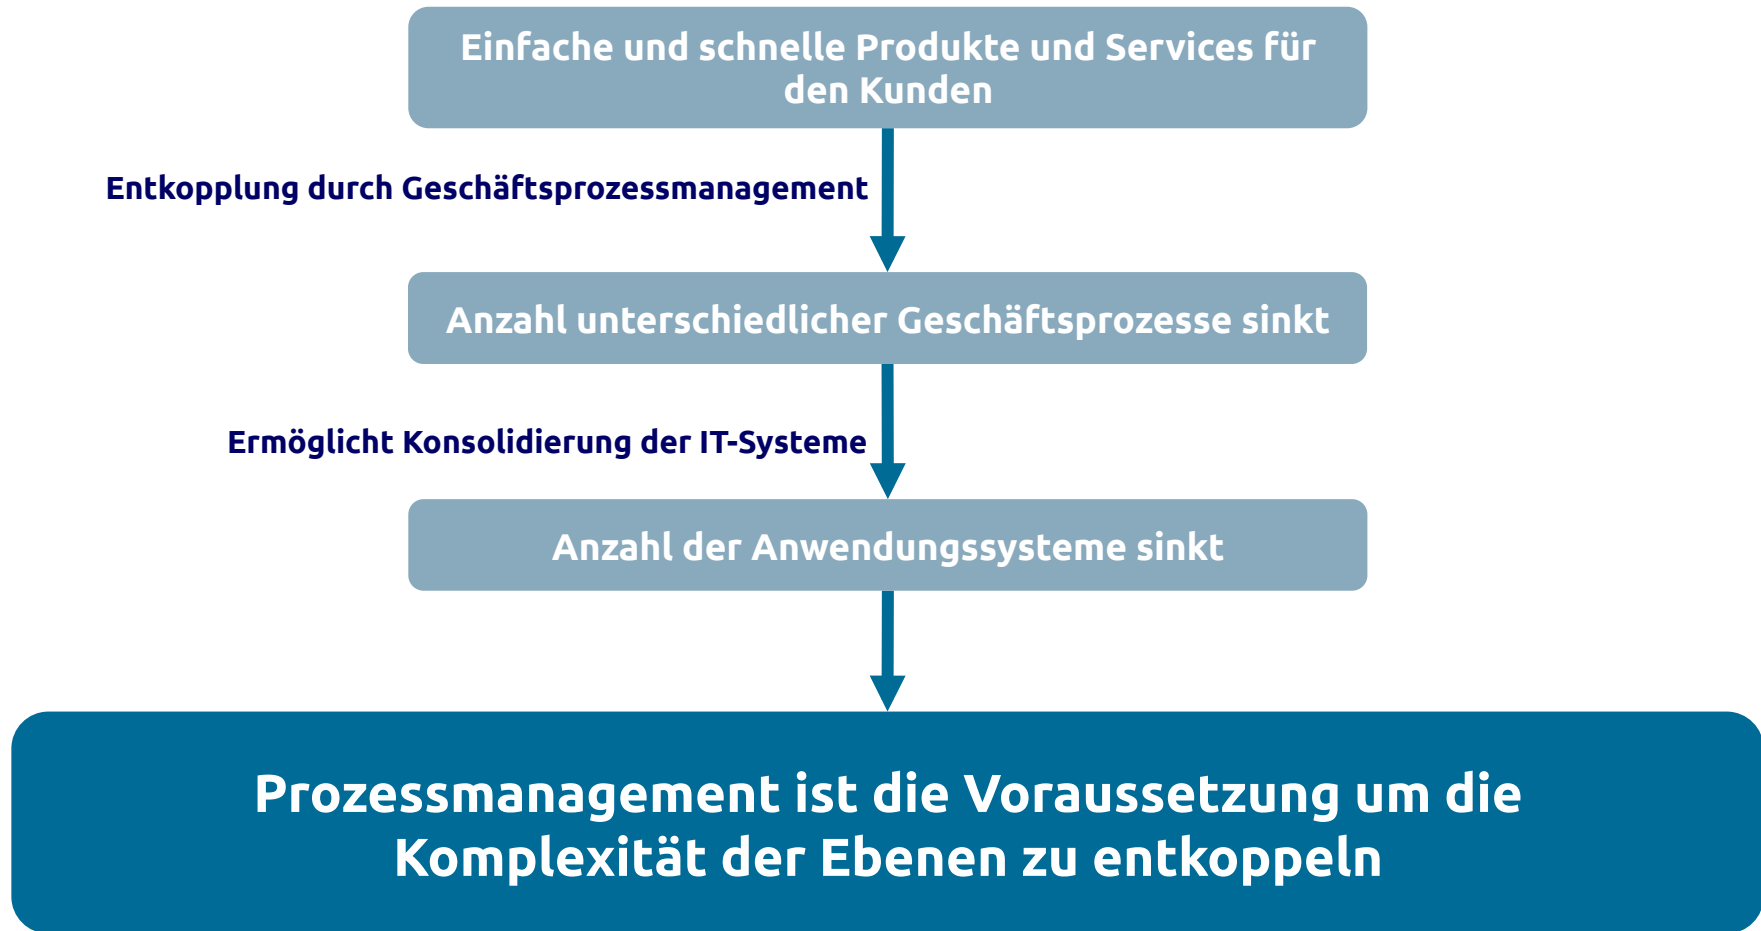 Einfache und schnelle Produkte und Services für
den Kunden
Entkopplung durch Geschäftsprozessmanagement
Anzahl unterschiedlicher Geschäftsprozesse sinkt
Ermöglicht Konsolidierung der IT-Systeme
Anzahl der Anwendungssysteme sinkt
Prozessmanagement ist die Voraussetzung um die
Komplexität der Ebenen zu entkoppeln